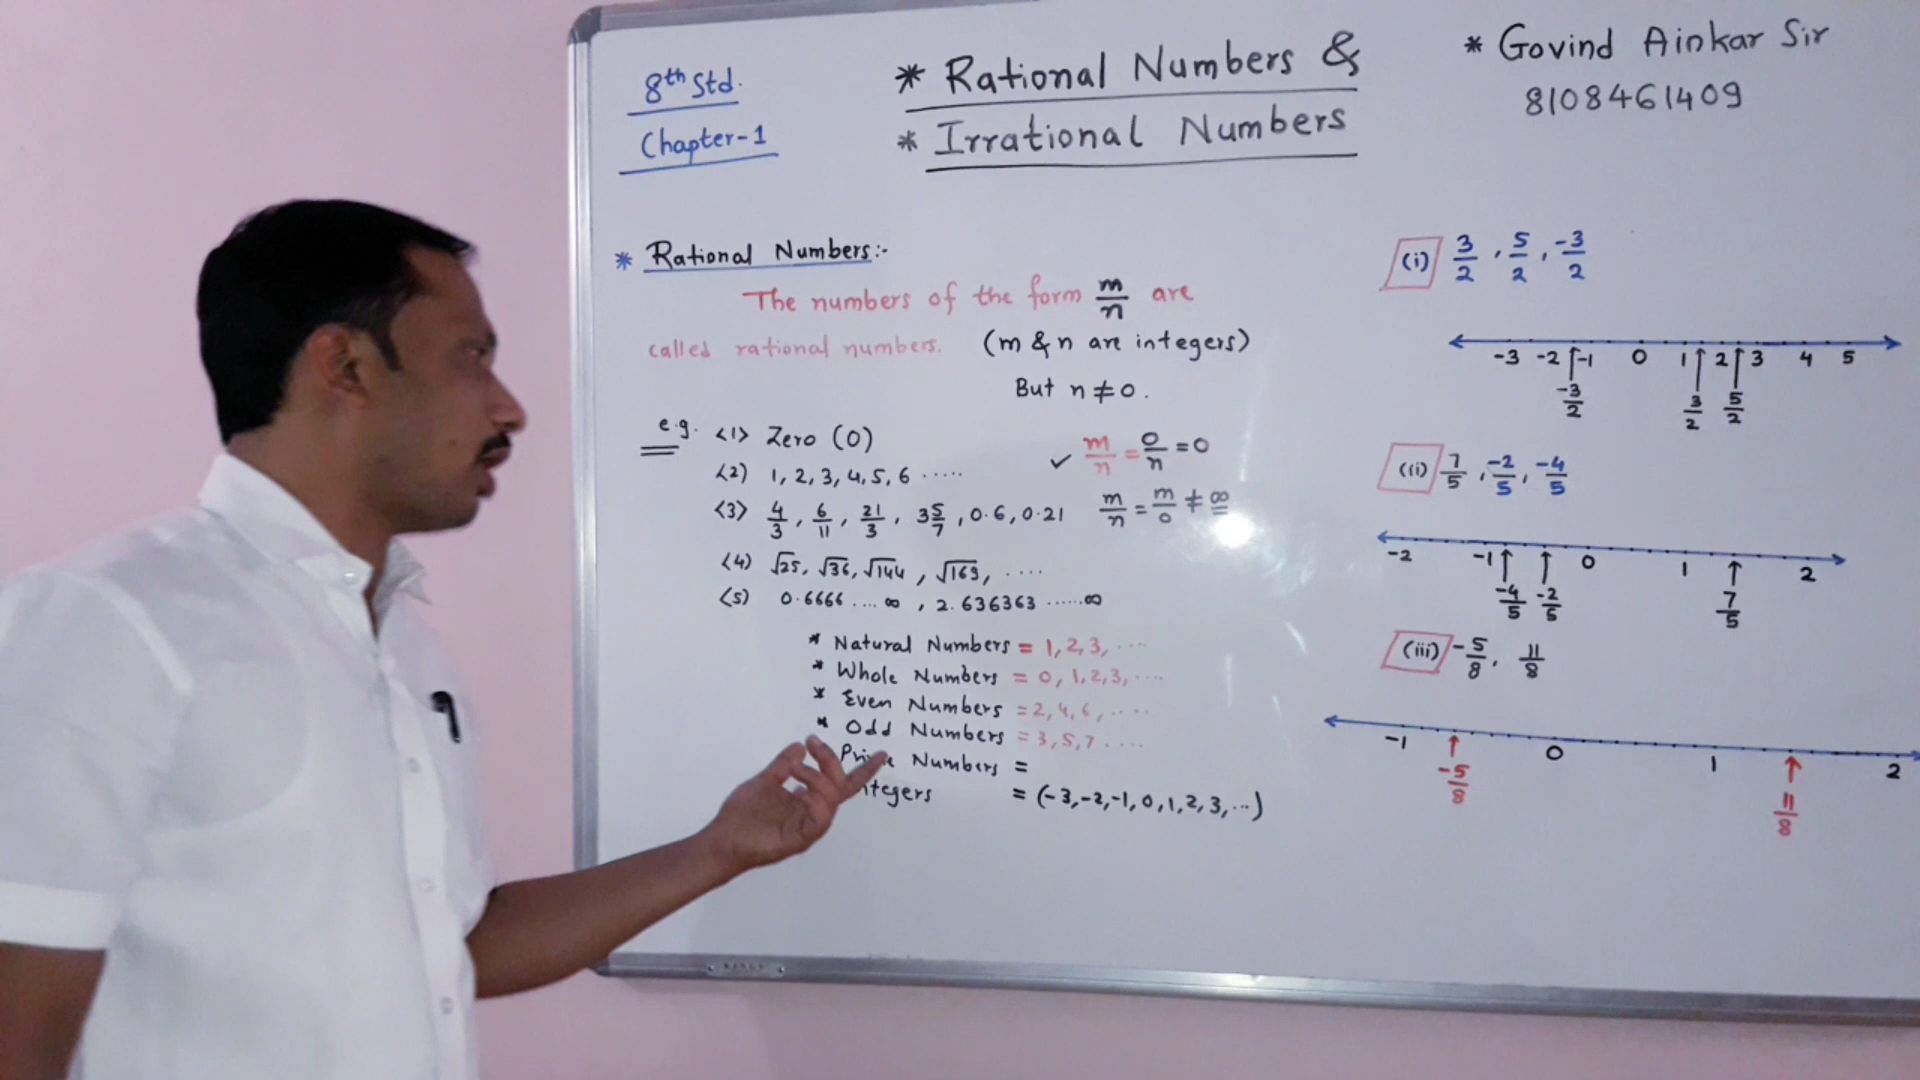 8th Std.
Chapter-1
* Rational Numbers &
* Irrational Numbers
* Govind Ainkar Sir
8108461409
* Rational Numbers:-
The numbers of the form m/n are
called rational numbers. (m & n are integers)
But n ≠ 0.
e.g. <1> Zero (0)
✓ m/n = 0/n = 0
<2> 1, 2, 3, 4, 5, 6 .....
<3> 4/3, 6/11, 21/3, 3 5/7, 0.6, 0.21
m/n = m/0 ≠ ∞
<4> √25, √36, √144, √169, ....
<5> 0.6666 .... ∞, 2.636363 ...... ∞
* Natural Numbers = 1, 2, 3, ....
* Whole Numbers = 0, 1, 2, 3, ....
* Even Numbers = 2, 4, 6, ....
* Odd Numbers = 3, 5, 7 ....
Prime Numbers =
ntegers = (-3, -2, -1, 0, 1, 2, 3, ...)
(i) 3/2, 5/2, -3/2
-3 -2 -1 0 1 2 3 4 5
-3/2 3/2 5/2
(ii) 7/5, -2/5, -4/5
-2 -1 0 1 2
-4/5 -2/5 7/5
(iii) -5/8, 11/8
-1 0 1 2
-5/8 11/8